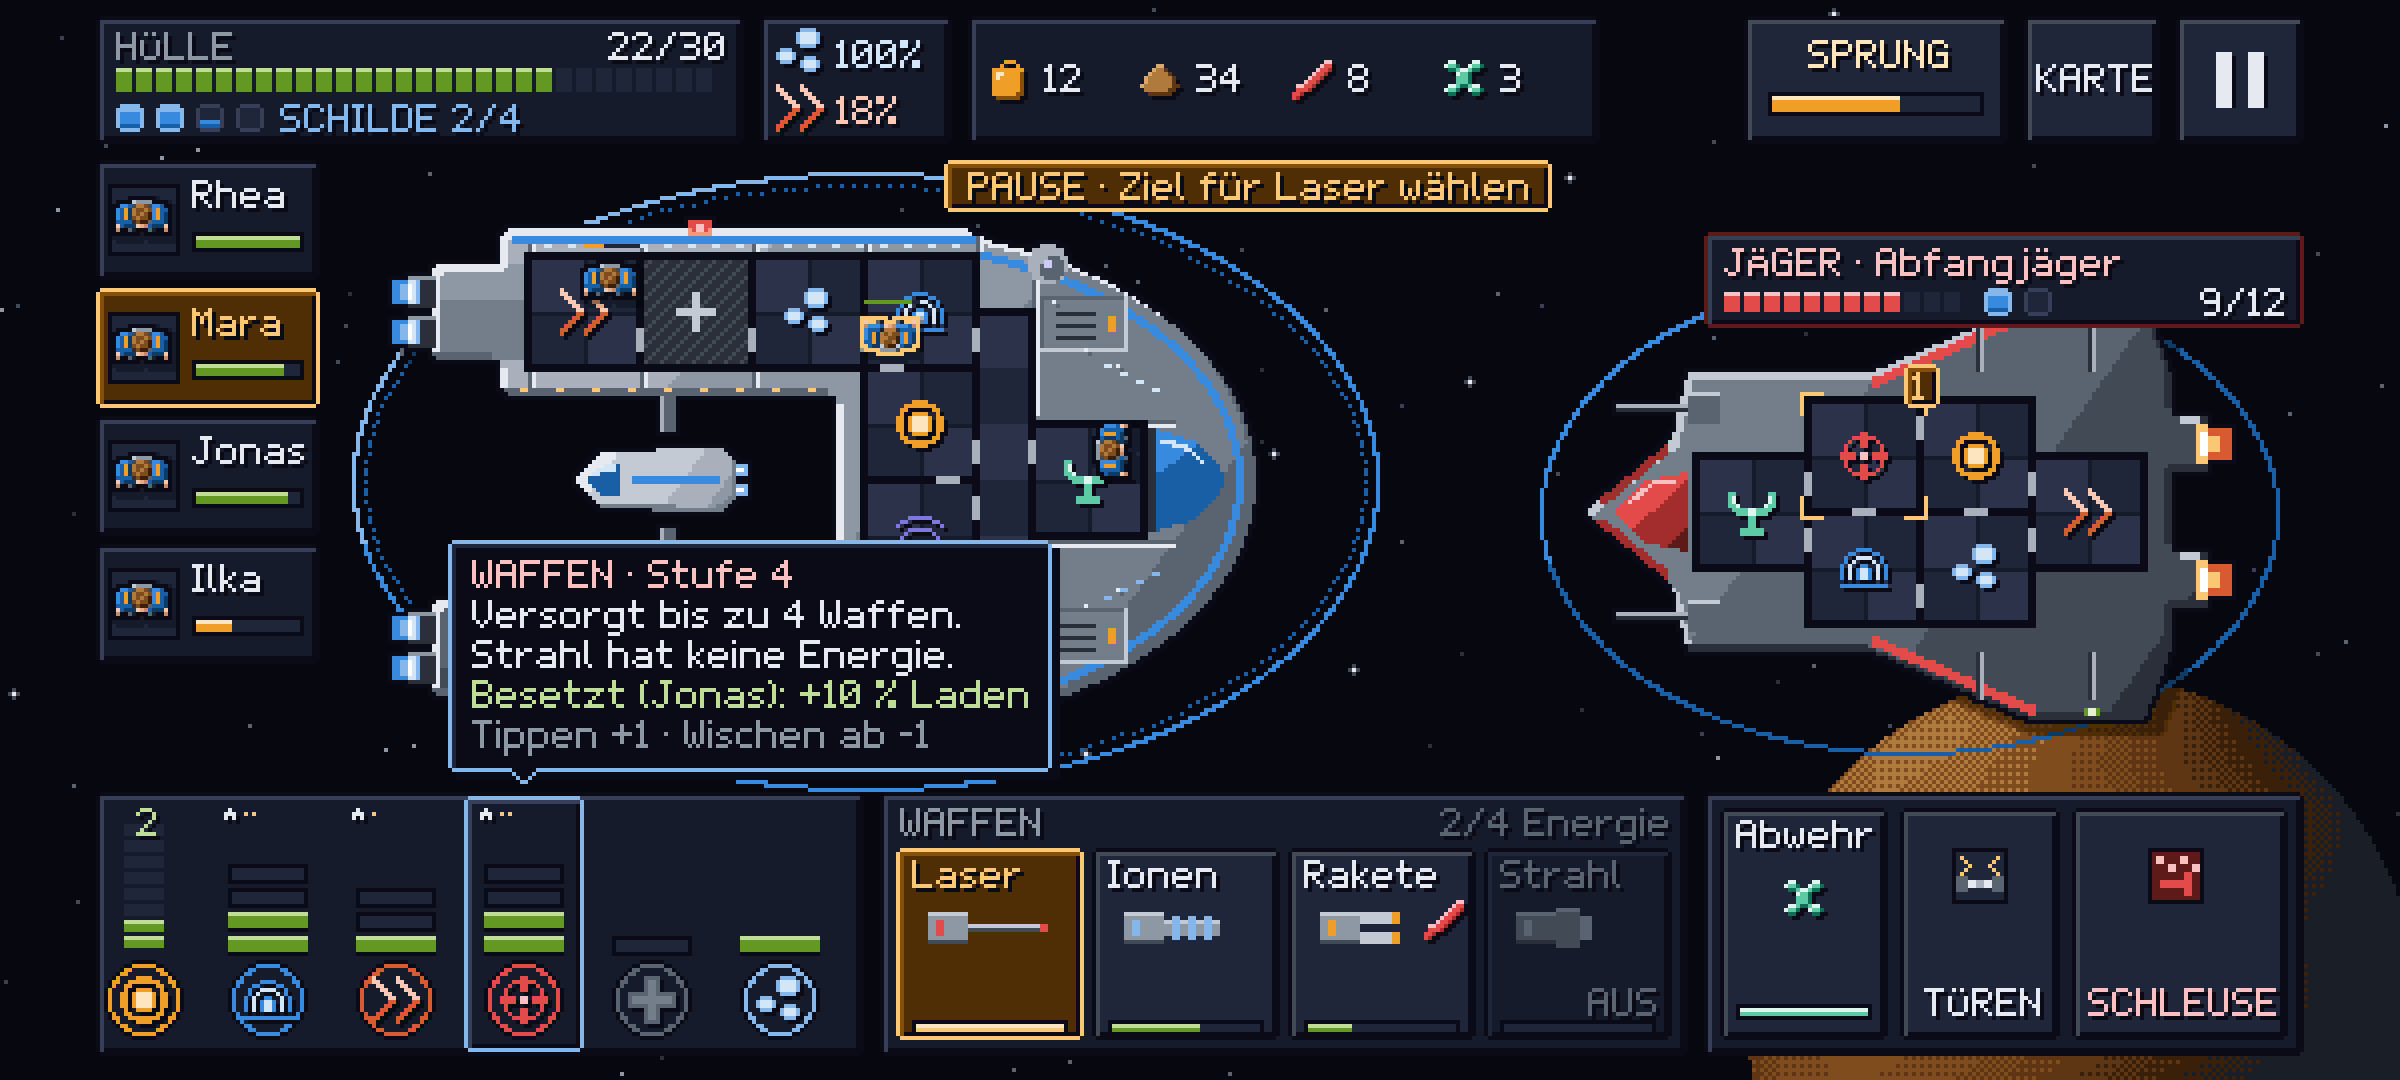 HÜLLE 22/30
SCHILDE 2/4
100%
18%
12 34 8 3
SPRUNG
KARTE
PAUSE · Ziel für Laser wählen
Rhea
Mara
Jonas
Ilka
JÄGER · Abfangjäger
9/12
1
WAFFEN · Stufe 4
Versorgt bis zu 4 Waffen.
Strahl hat keine Energie.
Besetzt (Jonas): +10 % Laden
Tippen +1 · Wischen ab -1
2
WAFFEN 2/4 Energie
Laser
Ionen
Rakete
Strahl
AUS
Abwehr
TÜREN
SCHLEUSE